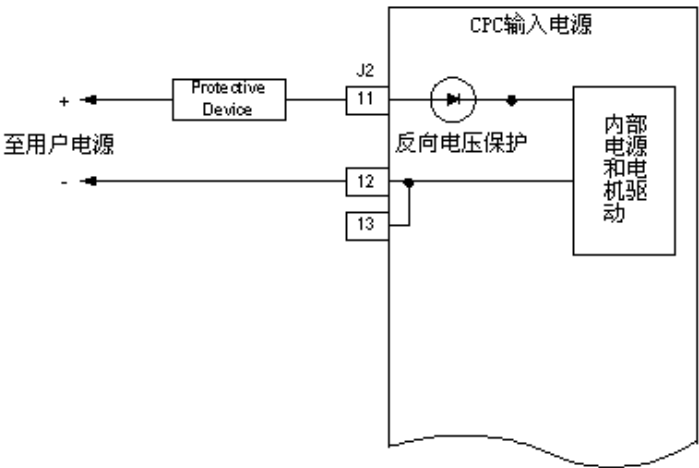 CPC输入电源
J2
Protective
Device
+
11
至用户电源
反向电压保护
-
12
13
内部
电源
和电
机驱
动